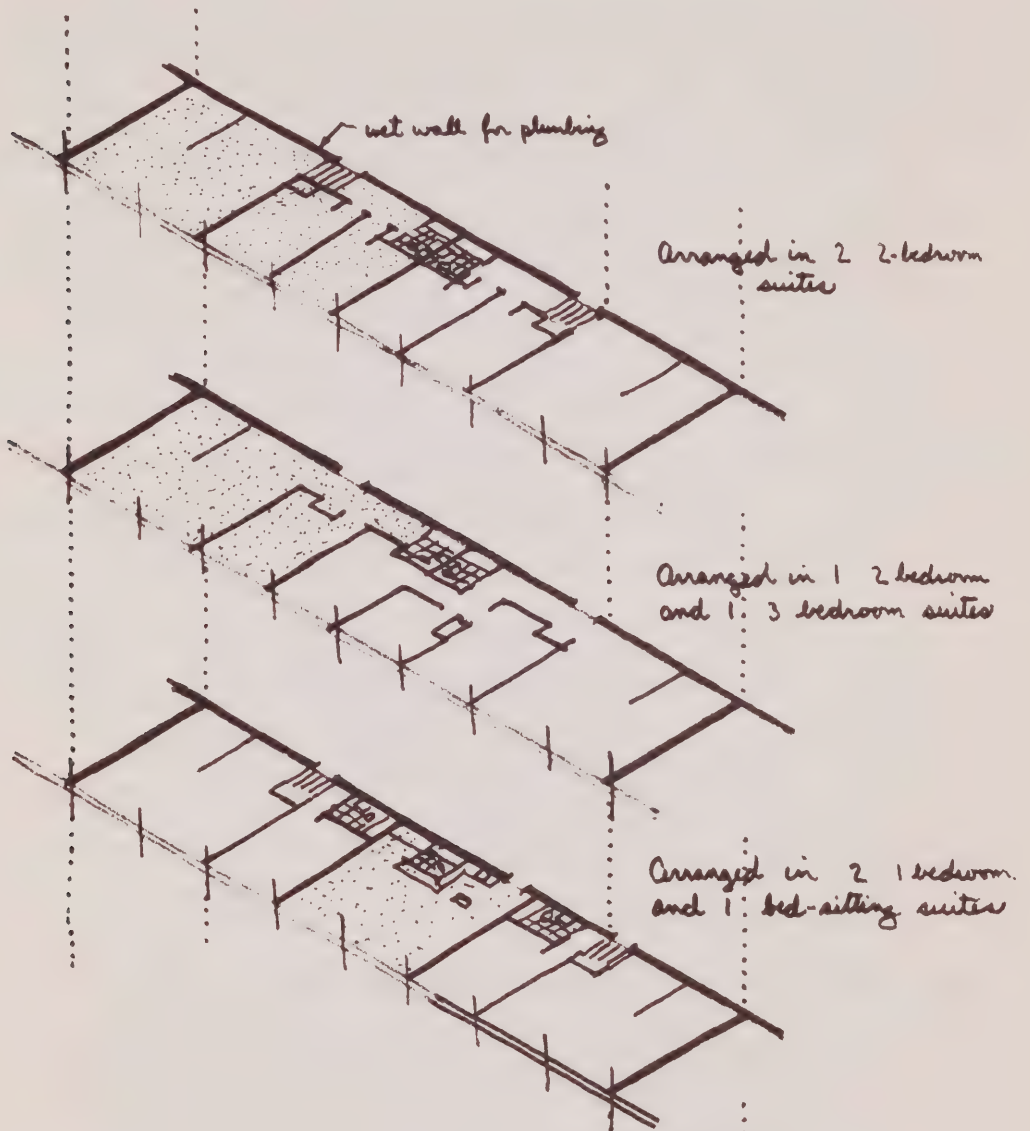 wet wall for plumbing
Arranged in 2 2-bedroom
suites
Arranged in 1 2 bedroom
and 1 3 bedroom suites
Arranged in 2 1 bedroom
and 1 bed-sitting suites